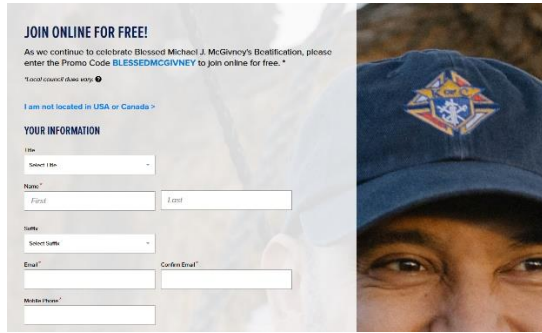 JOIN ONLINE FOR FREE!
As we continue to celebrate Blessed Michael J. McGivney's Beatification, please
enter the Promo Code BLESSEDMCGIVNEY to join online for free. *
*Local council dues vary. ?
I am not located in USA or Canada >
YOUR INFORMATION
Title
Select Title
Name *
First Last
Suffix
Select Suffix
Email * Confirm Email *
Mobile Phone *